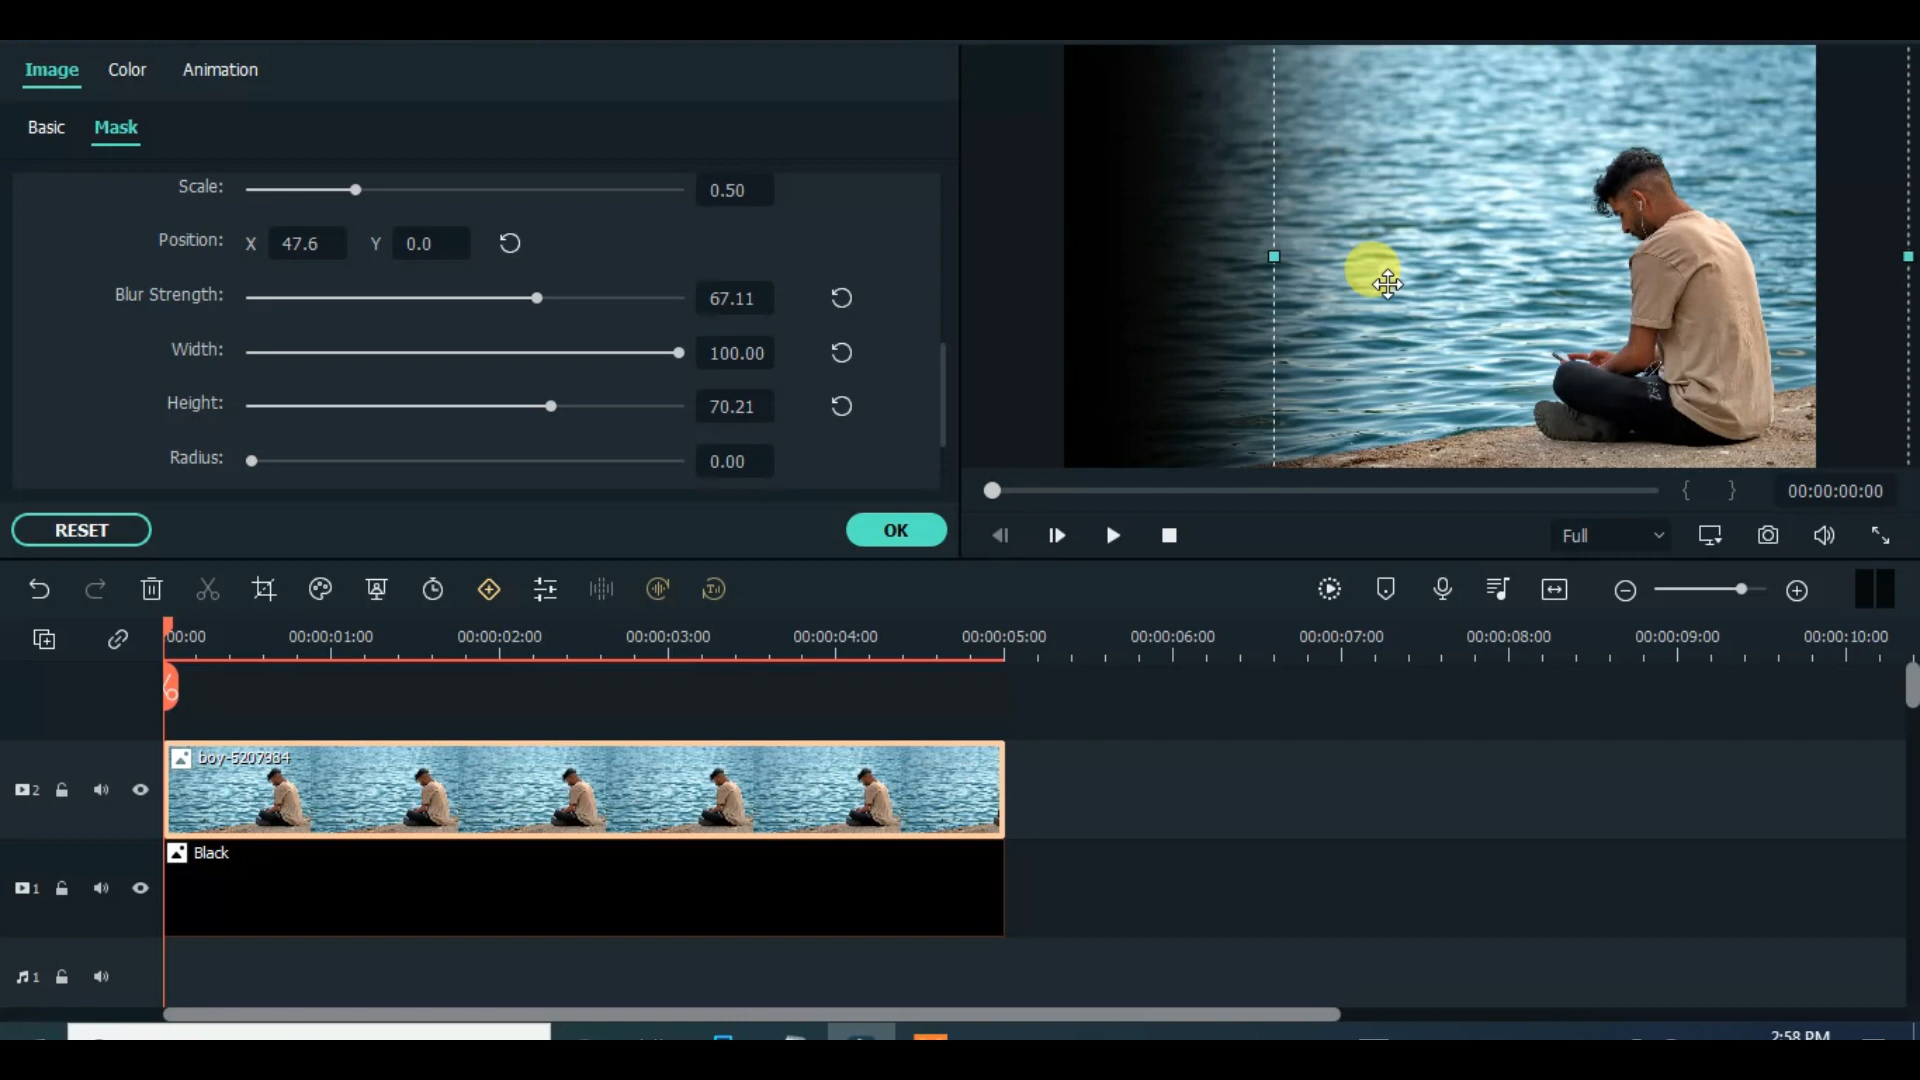 Image Color Animation
Basic Mask
Scale: 0.50
Position: X 47.6 Y 0.0
Blur Strength: 67.11
Width: 100.00
Height: 70.21
Radius: 0.00
RESET OK
{ } 00:00:00:00
Full
00:00 00:00:01:00 00:00:02:00 00:00:03:00 00:00:04:00 00:00:05:00 00:00:06:00 00:00:07:00 00:00:08:00 00:00:09:00 00:00:10:00
boy-5207984
2
Black
1
1
2:58 PM